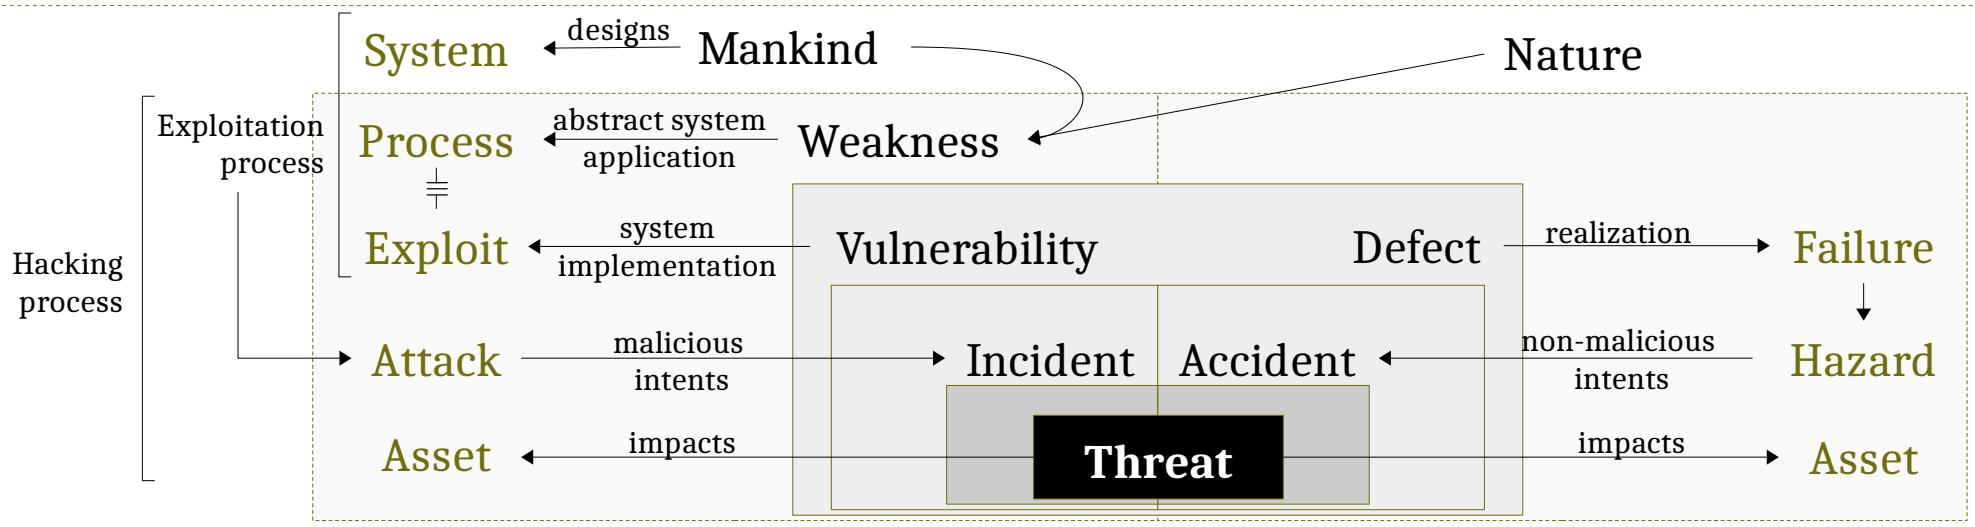 System
designs
Mankind
Nature
Exploitation
process
Process
abstract system
application
Weakness
Hacking
process
Exploit
system
implementation
Vulnerability
Defect
realization
Failure
Attack
malicious
intents
Incident
Accident
non-malicious
intents
Hazard
Asset
impacts
Threat
impacts
Asset